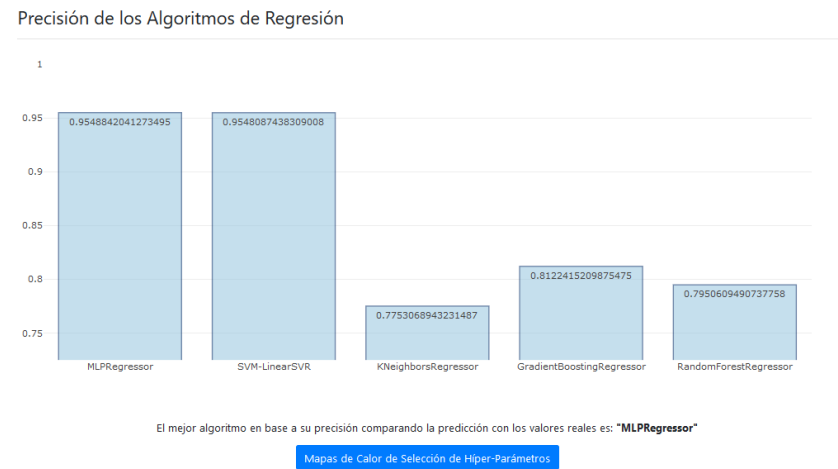 Precisión de los Algoritmos de Regresión
1
0.95
0.9
0.85
0.8
0.75
0.9548842041273495
0.9548087438309008
0.7753068943231487
0.8122415209875475
0.7950609490737758
MLPRegressor
SVM-LinearSVR
KNeighborsRegressor
GradientBoostingRegressor
RandomForestRegressor
El mejor algoritmo en base a su precisión comparando la predicción con los valores reales es: "MLPRegressor"
Mapas de Calor de Selección de Híper-Parámetros